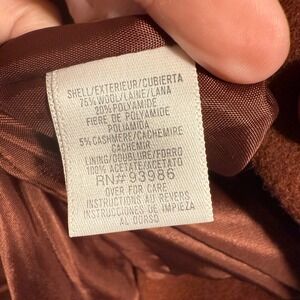 SHELL/EXTERIEUR/CUBIERTA
75% WOOL/LAINE/LANA
20% POLYAMIDE
FIBRE DE POLYAMIDE
POLIAMIDA
5% CASHMERE/CACHEMIRE
CACHEMIR
LINING/DOUBLURE/FORRO
100% ACETATE/ACETATO
RN#93986
OVER FOR CARE
INSTRUCTIONS AU REVERS
INSTRUCCIONES DE LIMPIEZA
AL DORSO